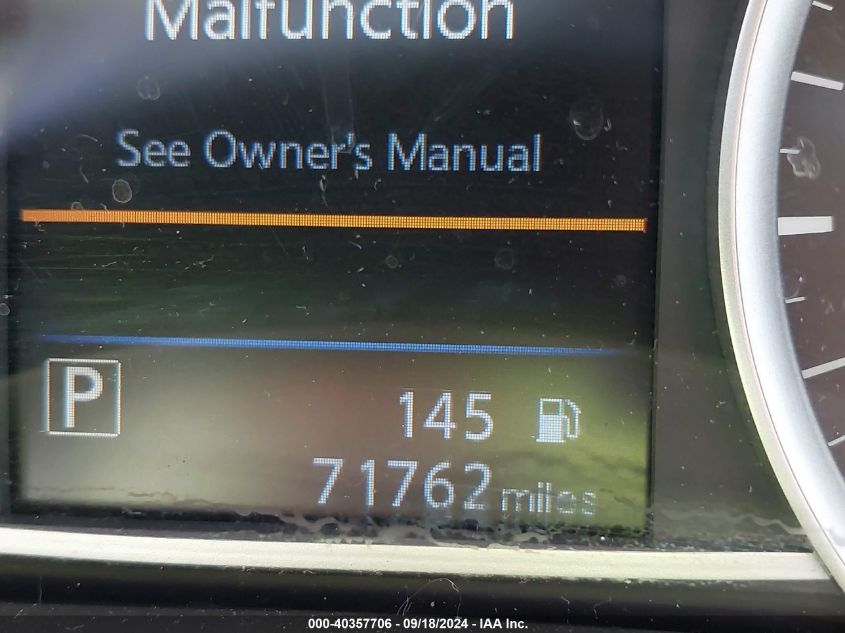 Malfunction
See Owner's Manual
P
145
71762 miles
000-40357706 - 09/18/2024 - IAA Inc.